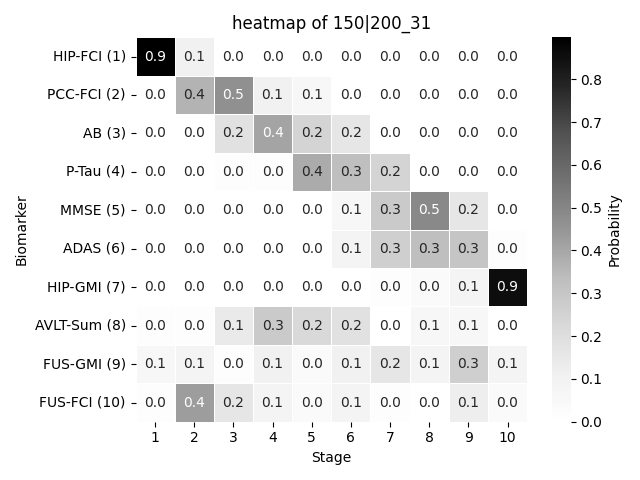 heatmap of 150|200_31
HIP-FCI (1) 0.9 0.1 0.0 0.0 0.0 0.0 0.0 0.0 0.0 0.0
PCC-FCI (2) 0.0 0.4 0.5 0.1 0.1 0.0 0.0 0.0 0.0 0.0
AB (3) 0.0 0.0 0.2 0.4 0.2 0.2 0.0 0.0 0.0 0.0
P-Tau (4) 0.0 0.0 0.0 0.0 0.4 0.3 0.2 0.0 0.0 0.0
MMSE (5) 0.0 0.0 0.0 0.0 0.0 0.1 0.3 0.5 0.2 0.0
ADAS (6) 0.0 0.0 0.0 0.0 0.0 0.1 0.3 0.3 0.3 0.0
HIP-GMI (7) 0.0 0.0 0.0 0.0 0.0 0.0 0.0 0.0 0.1 0.9
AVLT-Sum (8) 0.0 0.0 0.1 0.3 0.2 0.2 0.0 0.1 0.1 0.0
FUS-GMI (9) 0.1 0.1 0.0 0.1 0.0 0.1 0.2 0.1 0.3 0.1
FUS-FCI (10) 0.0 0.4 0.2 0.1 0.0 0.1 0.0 0.0 0.1 0.0
1 2 3 4 5 6 7 8 9 10
Stage
Biomarker
0.8
0.7
0.6
0.5
0.4
0.3
0.2
0.1
0.0
Probability